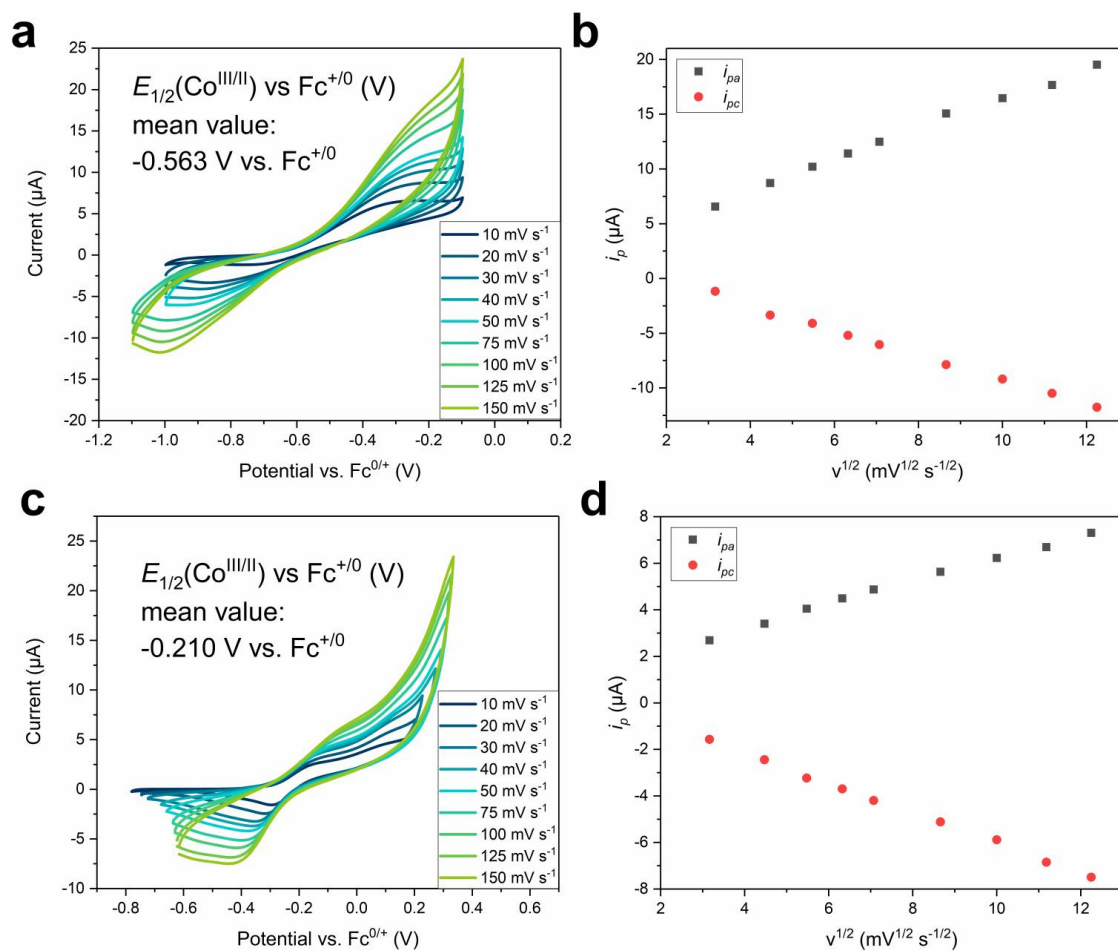 a
E1/2(CoIII/II) vs Fc+/0 (V)
mean value:
-0.563 V vs. Fc+/0
25
20
15
10
5
0
-5
-10
-15
-20
Current (µA)
-1.2 -1.0 -0.8 -0.6 -0.4 -0.2 0.0 0.2
Potential vs. Fc0/+ (V)
10 mV s-1
20 mV s-1
30 mV s-1
40 mV s-1
50 mV s-1
75 mV s-1
100 mV s-1
125 mV s-1
150 mV s-1
b
ipa
ipc
20
15
10
5
0
-5
-10
ip (µA)
2 4 6 8 10 12
v1/2 (mV1/2 s-1/2)
c
E1/2(CoIII/II) vs Fc+/0 (V)
mean value:
-0.210 V vs. Fc+/0
25
20
15
10
5
0
-5
-10
Current (µA)
-0.8 -0.6 -0.4 -0.2 0.0 0.2 0.4 0.6
Potential vs. Fc0/+ (V)
10 mV s-1
20 mV s-1
30 mV s-1
40 mV s-1
50 mV s-1
75 mV s-1
100 mV s-1
125 mV s-1
150 mV s-1
d
ipa
ipc
8
6
4
2
0
-2
-4
-6
-8
ip (µA)
2 4 6 8 10 12
v1/2 (mV1/2 s-1/2)